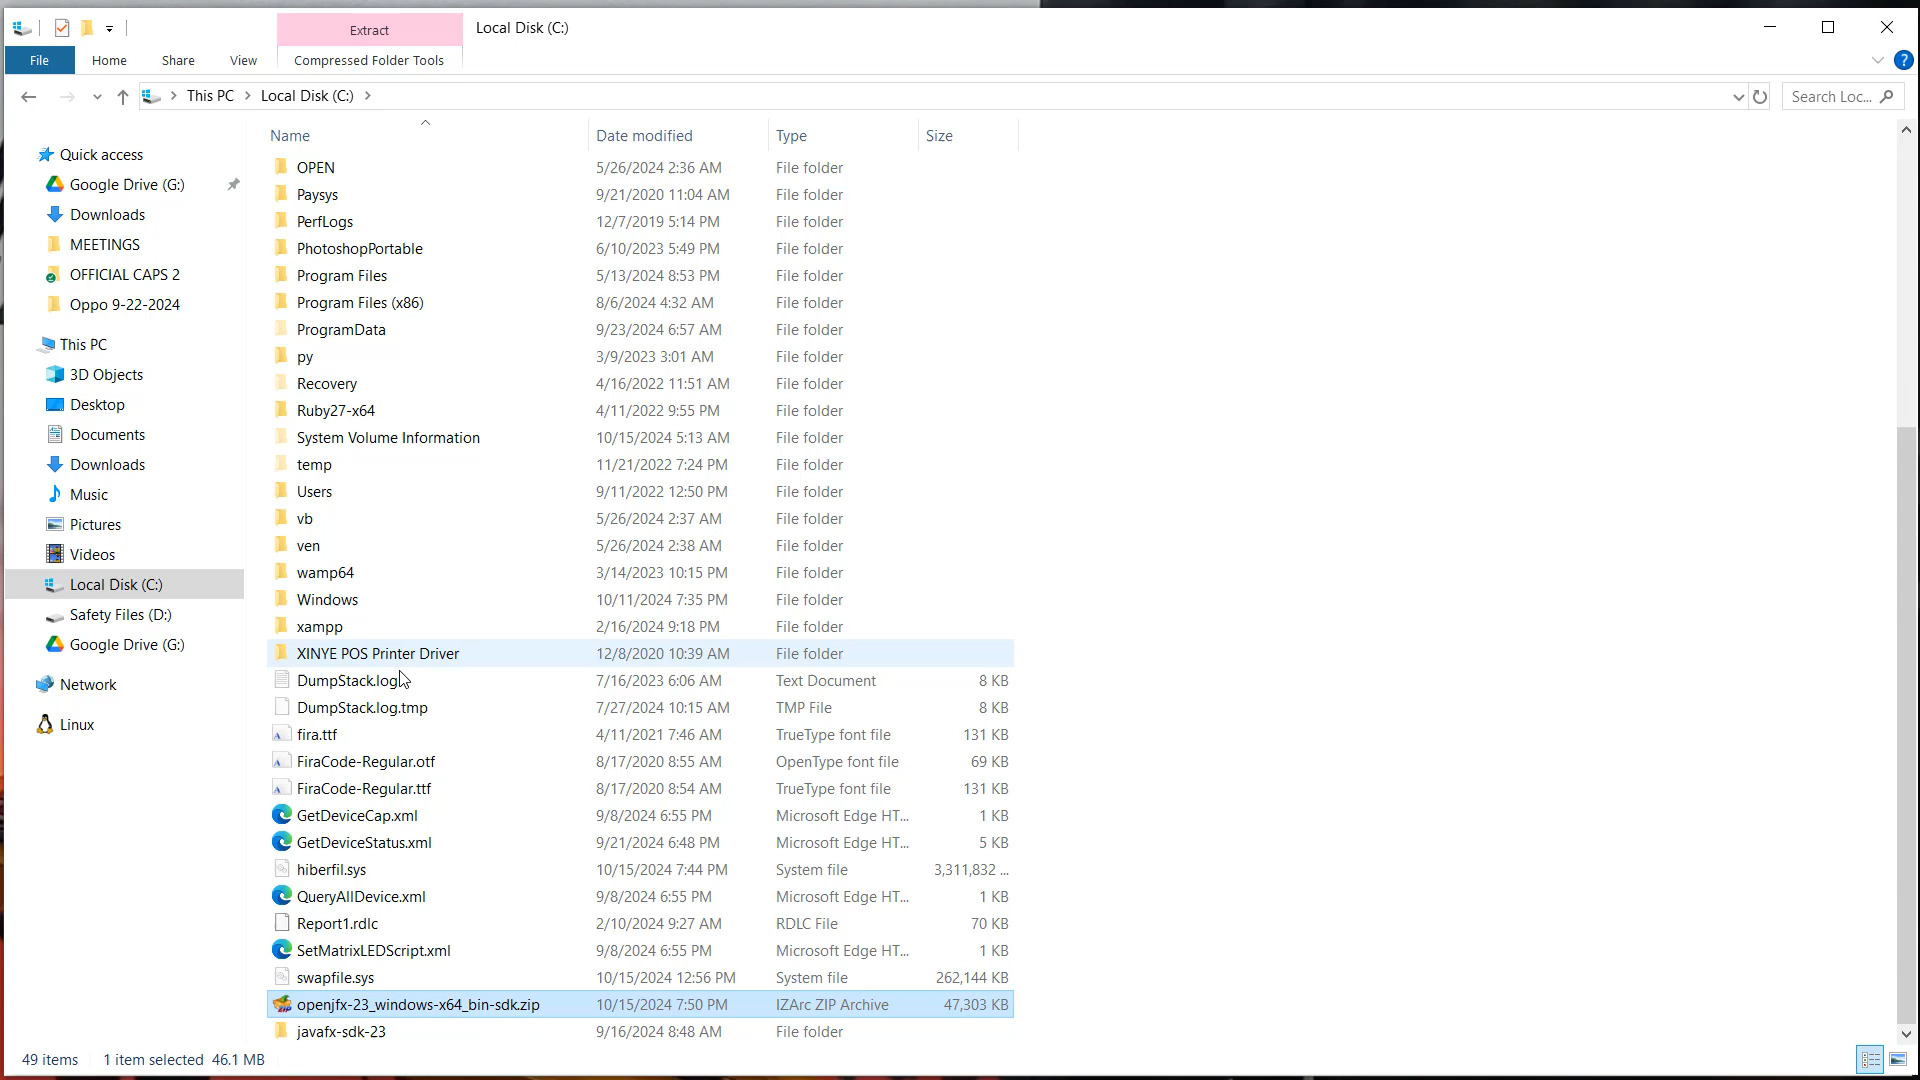 Extract
Local Disk (C:)
File Home Share View Compressed Folder Tools
This PC Local Disk (C:) Search Loc...
Name Date modified Type Size
Quick access
Google Drive (G:)
Downloads
MEETINGS
OFFICIAL CAPS 2
Oppo 9-22-2024
This PC
3D Objects
Desktop
Documents
Downloads
Music
Pictures
Videos
Local Disk (C:)
Safety Files (D:)
Google Drive (G:)
Network
Linux
OPEN 5/26/2024 2:36 AM File folder
Paysys 9/21/2020 11:04 AM File folder
PerfLogs 12/7/2019 5:14 PM File folder
PhotoshopPortable 6/10/2023 5:49 PM File folder
Program Files 5/13/2024 8:53 PM File folder
Program Files (x86) 8/6/2024 4:32 AM File folder
ProgramData 9/23/2024 6:57 AM File folder
py 3/9/2023 3:01 AM File folder
Recovery 4/16/2022 11:51 AM File folder
Ruby27-x64 4/11/2022 9:55 PM File folder
System Volume Information 10/15/2024 5:13 AM File folder
temp 11/21/2022 7:24 PM File folder
Users 9/11/2022 12:50 PM File folder
vb 5/26/2024 2:37 AM File folder
ven 5/26/2024 2:38 AM File folder
wamp64 3/14/2023 10:15 PM File folder
Windows 10/11/2024 7:35 PM File folder
xampp 2/16/2024 9:18 PM File folder
XINYE POS Printer Driver 12/8/2020 10:39 AM File folder
DumpStack.log 7/16/2023 6:06 AM Text Document 8 KB
DumpStack.log.tmp 7/27/2024 10:15 AM TMP File 8 KB
fira.ttf 4/11/2021 7:46 AM TrueType font file 131 KB
FiraCode-Regular.otf 8/17/2020 8:55 AM OpenType font file 69 KB
FiraCode-Regular.ttf 8/17/2020 8:54 AM TrueType font file 131 KB
GetDeviceCap.xml 9/8/2024 6:55 PM Microsoft Edge HT... 1 KB
GetDeviceStatus.xml 9/21/2024 6:48 PM Microsoft Edge HT... 5 KB
hiberfil.sys 10/15/2024 7:44 PM System file 3,311,832 ...
QueryAllDevice.xml 9/8/2024 6:55 PM Microsoft Edge HT... 1 KB
Report1.rdlc 2/10/2024 9:27 AM RDLC File 70 KB
SetMatrixLEDScript.xml 9/8/2024 6:55 PM Microsoft Edge HT... 1 KB
swapfile.sys 10/15/2024 12:56 PM System file 262,144 KB
openjfx-23_windows-x64_bin-sdk.zip 10/15/2024 7:50 PM IZArc ZIP Archive 47,303 KB
javafx-sdk-23 9/16/2024 8:48 AM File folder
49 items 1 item selected 46.1 MB